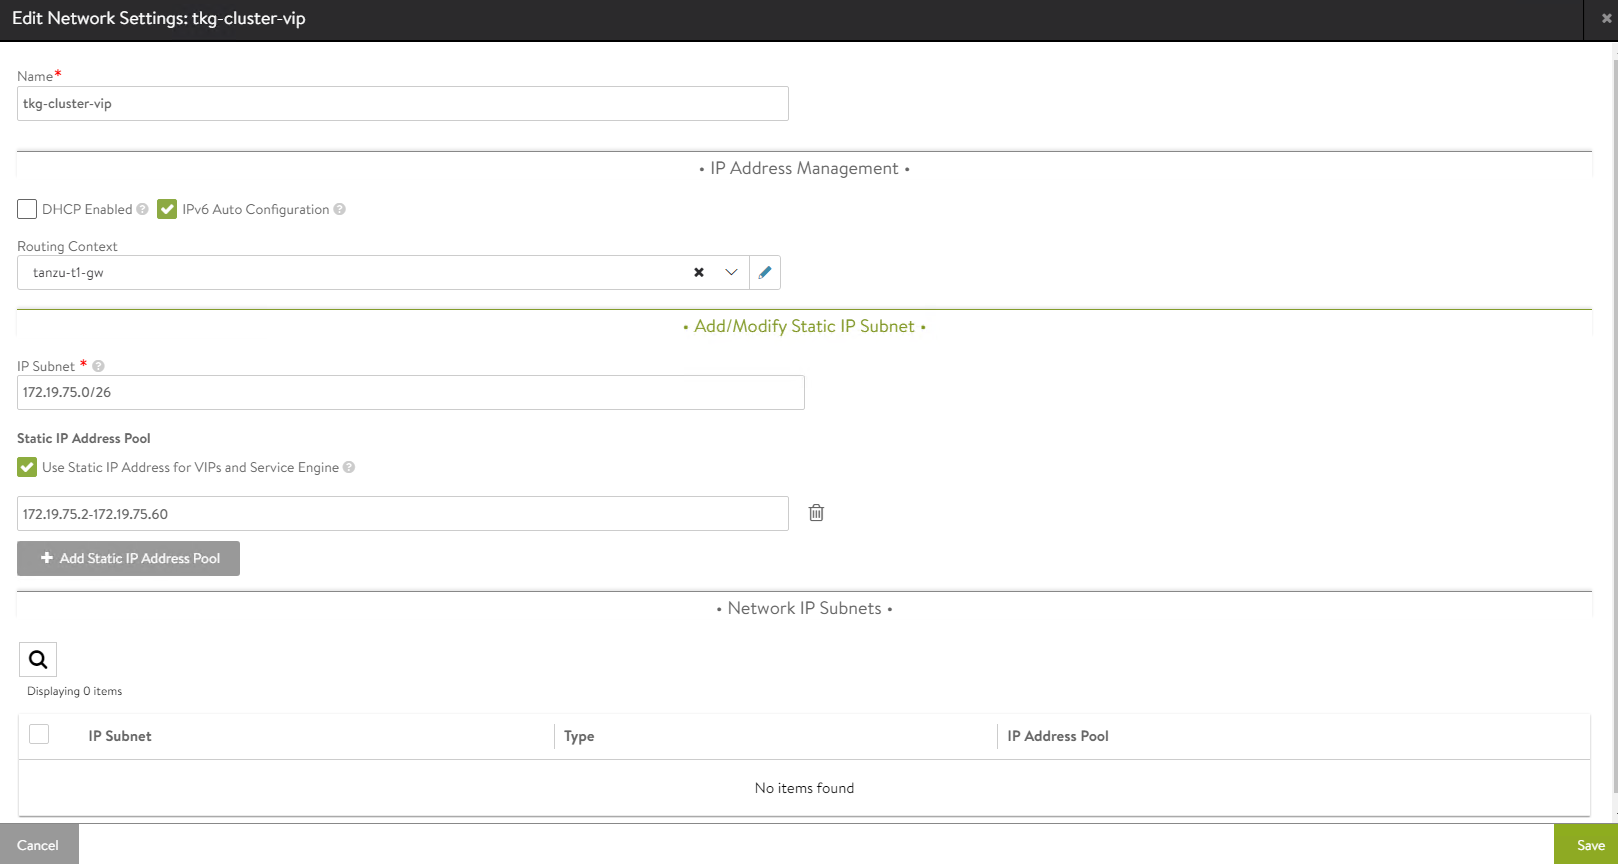 Edit Network Settings: tkg-cluster-vip
Name*
tkg-cluster-vip
• IP Address Management •
DHCP Enabled ? IPv6 Auto Configuration ?
Routing Context
tanzu-t1-gw
• Add/Modify Static IP Subnet •
IP Subnet * ?
172.19.75.0/26
Static IP Address Pool
Use Static IP Address for VIPs and Service Engine ?
172.19.75.2-172.19.75.60
+ Add Static IP Address Pool
• Network IP Subnets •
Displaying 0 items
IP Subnet Type IP Address Pool
No items found
Cancel Save